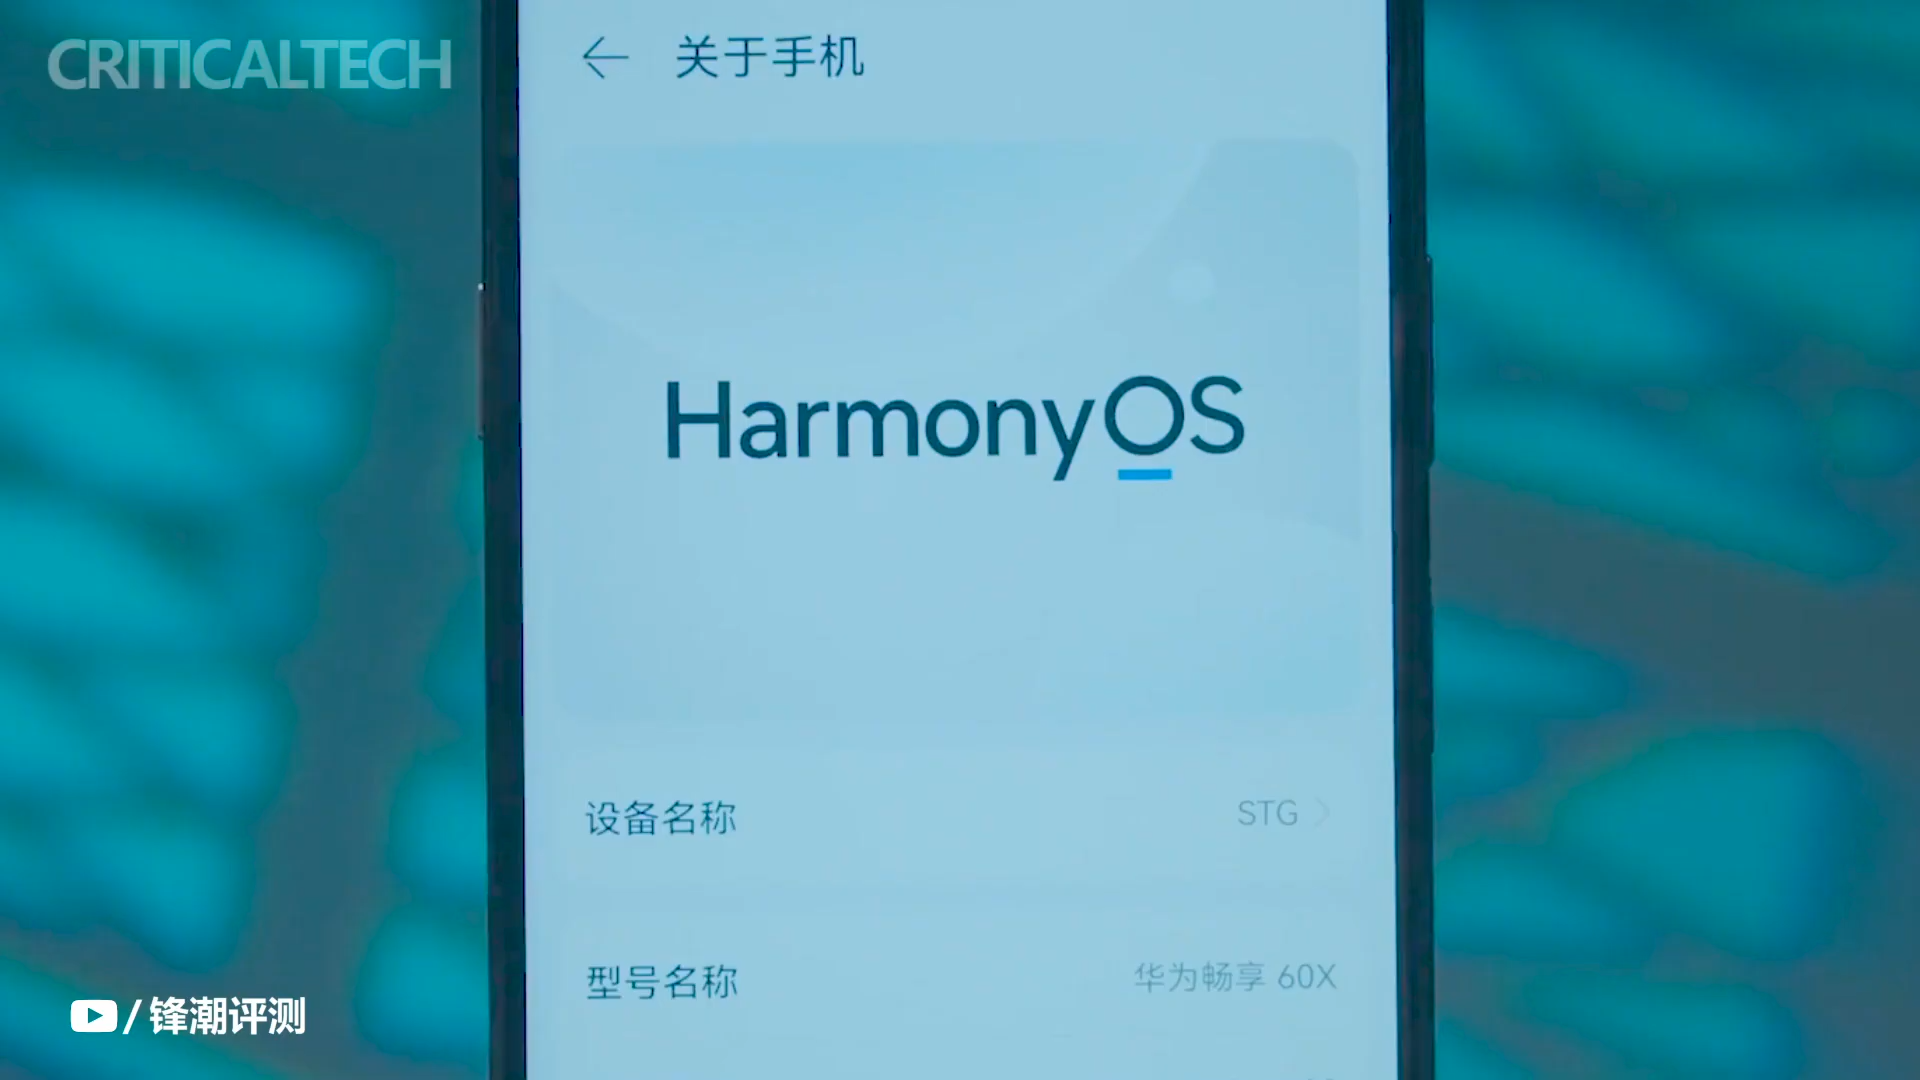 CRITICALTECH
关于手机
HarmonyOS
设备名称 STG
型号名称 华为畅享 60X
/ 锋潮评测